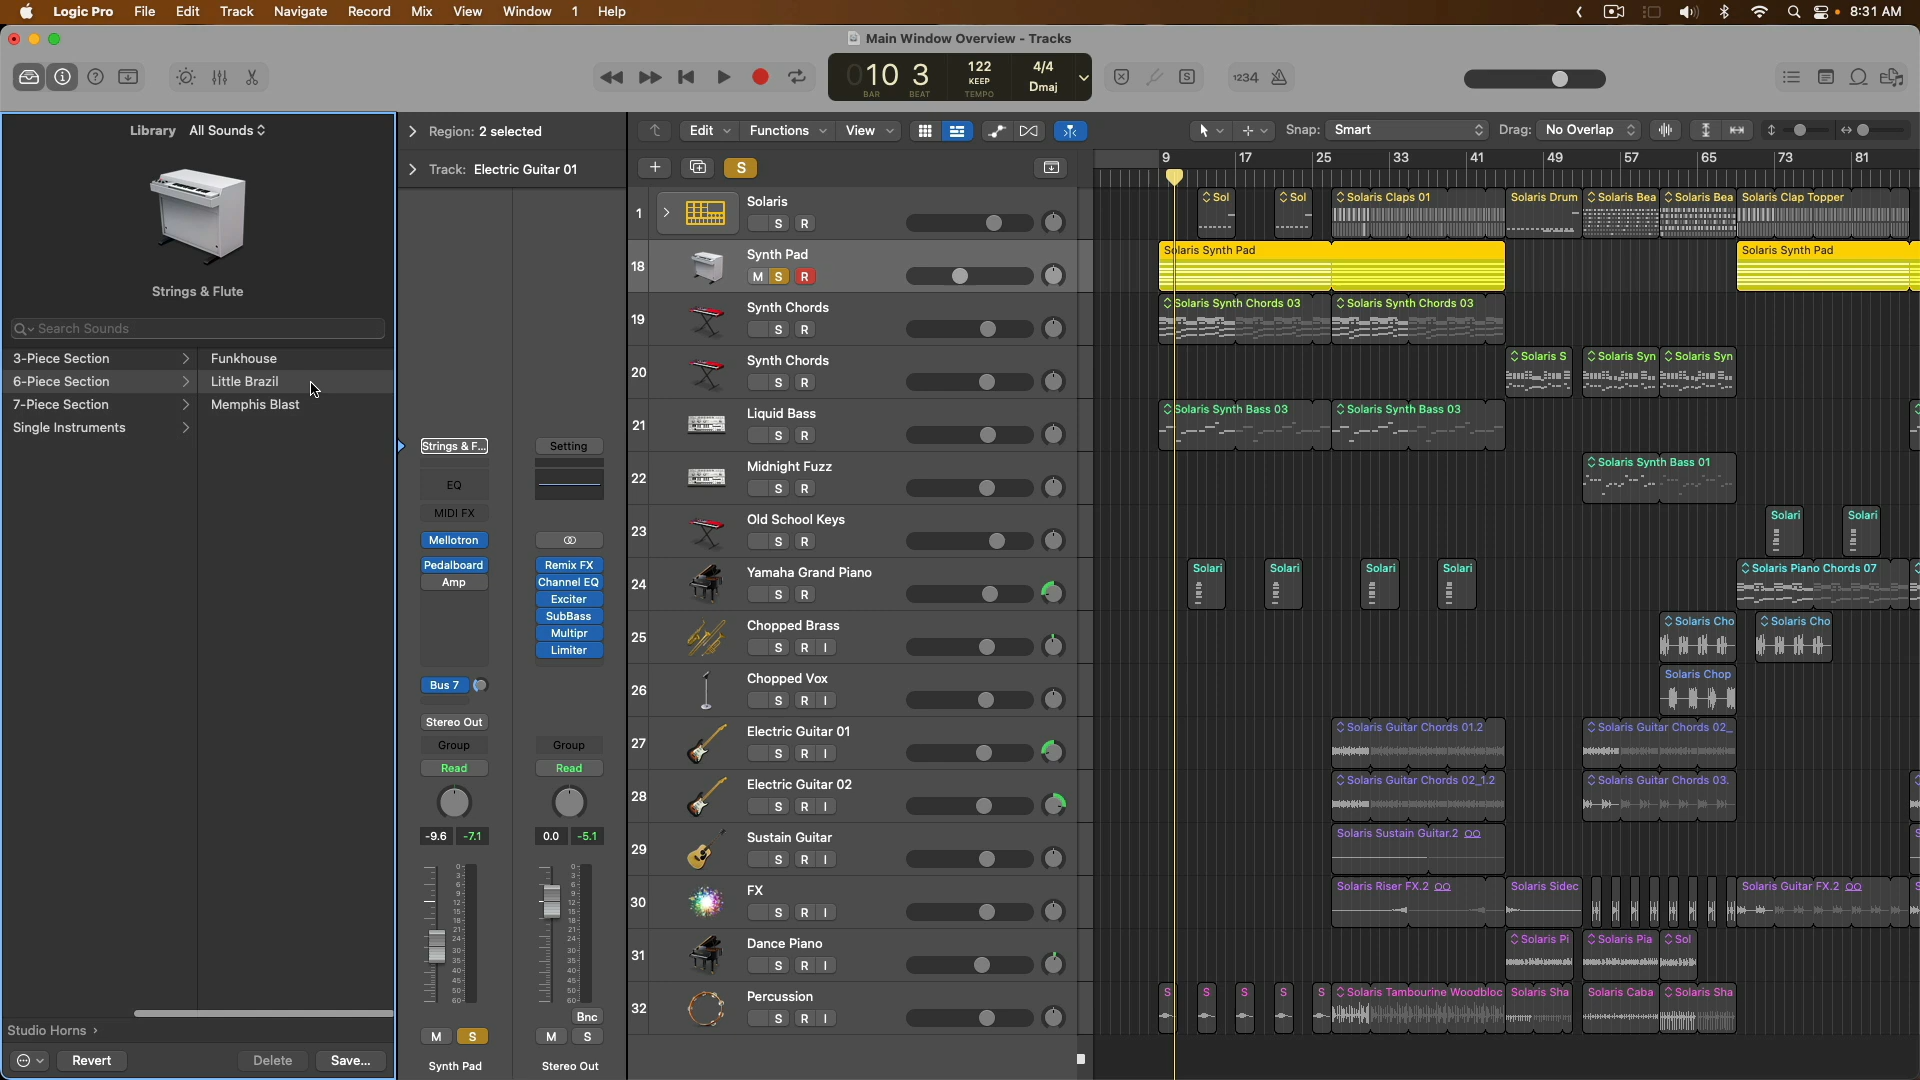 Logic Pro File Edit Track Navigate Record Mix View Window 1 Help 8:31 AM
Main Window Overview - Tracks
010 3 122 4/4
KEEP Dmaj
BAR BEAT TEMPO
1234
Library All Sounds
Region: 2 selected
Edit Functions View
Snap: Smart
Drag: No Overlap
Track: Electric Guitar 01
S
9 17 25 33 41 49 57 65 73 81
Strings & Flute
Search Sounds
3-Piece Section
6-Piece Section
7-Piece Section
Single Instruments
Funkhouse
Little Brazil
Memphis Blast
Studio Horns
Revert Delete Save...
Strings & F...
EQ
MIDI FX
Mellotron
Pedalboard
Amp
Bus 7
Stereo Out
Group
Read
-9.6 -7.1
M S
Synth Pad
Setting
Remix FX
Channel EQ
Exciter
SubBass
Multipr
Limiter
Group
Read
0.0 -5.1
Bnc
M S
Stereo Out
1 Solaris
S R
Sol Sol Solaris Claps 01 Solaris Drum Solaris Bea Solaris Bea Solaris Clap Topper
18 Synth Pad
M S R
Solaris Synth Pad Solaris Synth Pad
19 Synth Chords
S R
Solaris Synth Chords 03 Solaris Synth Chords 03
20 Synth Chords
S R
Solaris S Solaris Syn Solaris Syn
21 Liquid Bass
S R
Solaris Synth Bass 03 Solaris Synth Bass 03
22 Midnight Fuzz
S R
Solaris Synth Bass 01
23 Old School Keys
S R
Solari Solari
24 Yamaha Grand Piano
S R
Solari Solari Solari Solari Solaris Piano Chords 07
25 Chopped Brass
S R I
Solaris Cho Solaris Cho
26 Chopped Vox
S R I
Solaris Chop
27 Electric Guitar 01
S R I
Solaris Guitar Chords 01.2 Solaris Guitar Chords 02_
28 Electric Guitar 02
S R I
Solaris Guitar Chords 02_1.2 Solaris Guitar Chords 03.
29 Sustain Guitar
S R I
Solaris Sustain Guitar.2
30 FX
S R I
Solaris Riser FX.2 Solaris Sidec Solaris Guitar FX.2
31 Dance Piano
S R I
Solaris Pi Solaris Pia Sol
32 Percussion
S R I
S S S S S Solaris Tambourine Woodbloc Solaris Sha Solaris Caba Solaris Sha